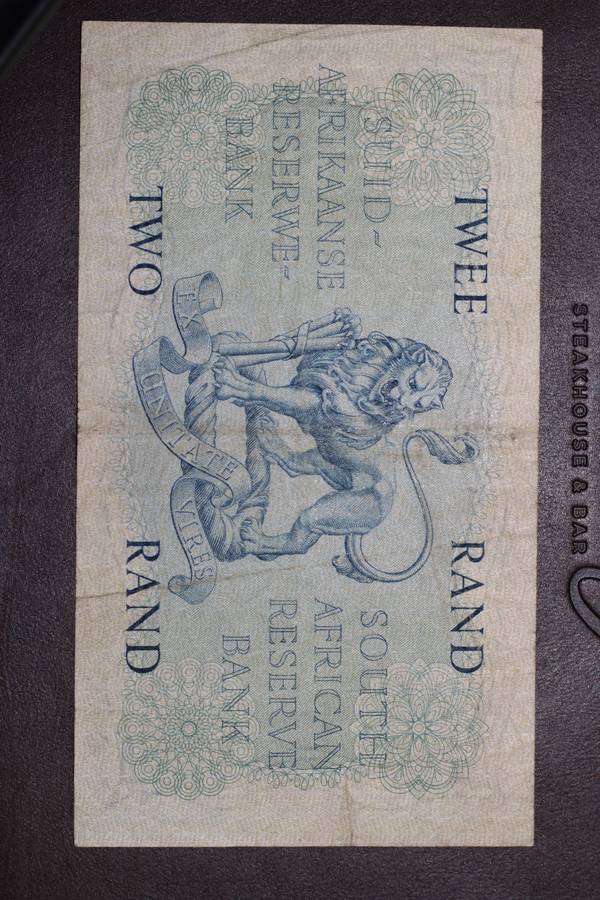 TWEE RAND
SUID-
AFRIKAANSE
RESERWE-
BANK
SOUTH
AFRICAN
RESERVE
BANK
EX UNITATE VIRES
TWO RAND
STEAKHOUSE & BAR